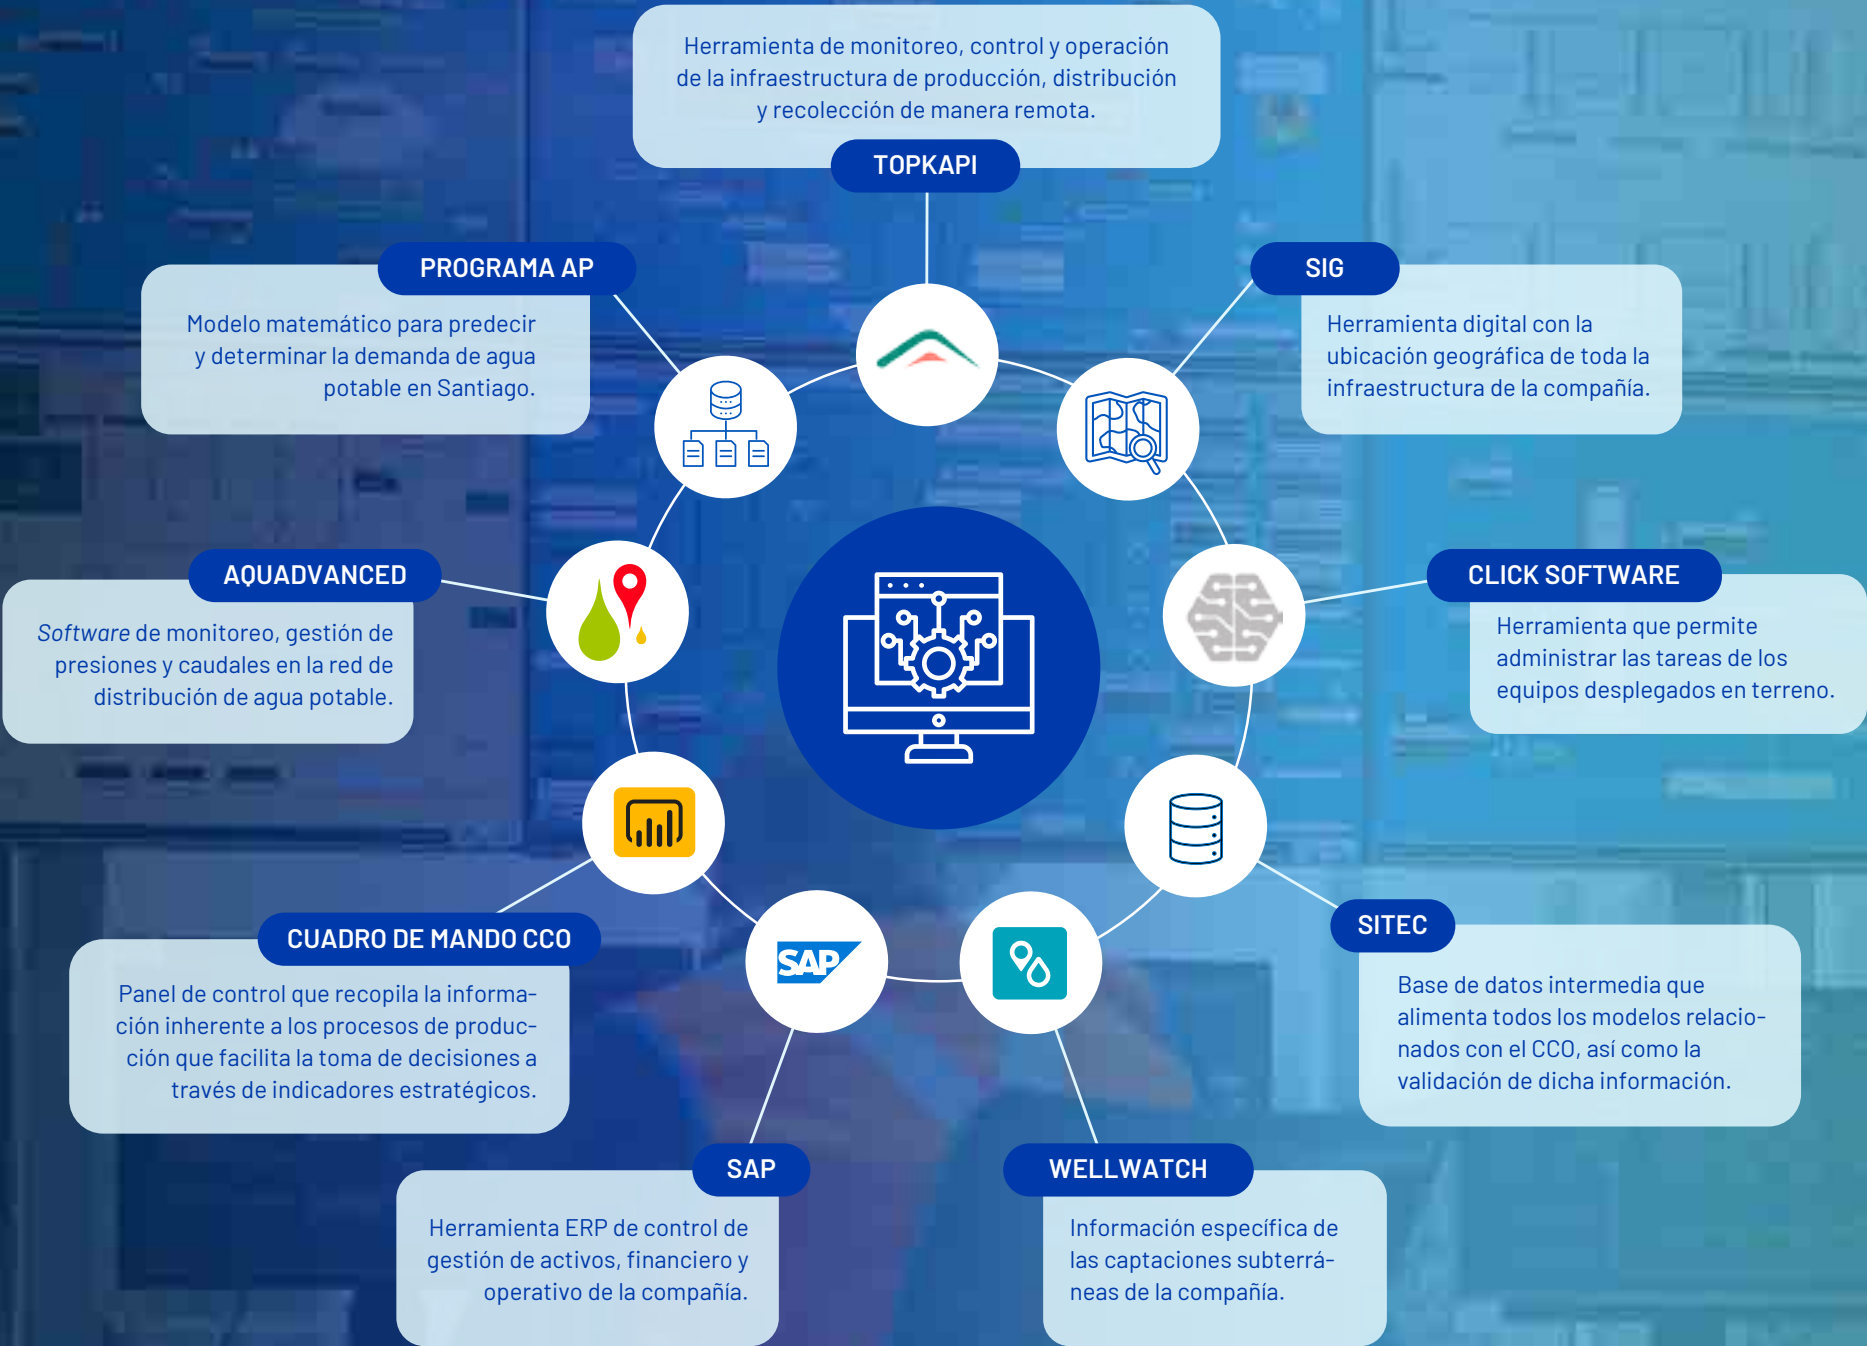 Herramienta de monitoreo, control y operación
de la infraestructura de producción, distribución
y recolección de manera remota.
TOPKAPI
PROGRAMA AP
Modelo matemático para predecir
y determinar la demanda de agua
potable en Santiago.
SIG
Herramienta digital con la
ubicación geográfica de toda la
infraestructura de la compañía.
AQUADVANCED
Software de monitoreo, gestión de
presiones y caudales en la red de
distribución de agua potable.
CLICK SOFTWARE
Herramienta que permite
administrar las tareas de los
equipos desplegados en terreno.
CUADRO DE MANDO CCO
Panel de control que recopila la informa-
ción inherente a los procesos de produc-
ción que facilita la toma de decisiones a
través de indicadores estratégicos.
SAP
SITEC
Base de datos intermedia que
alimenta todos los modelos relacio-
nados con el CCO, así como la
validación de dicha información.
SAP
Herramienta ERP de control de
gestión de activos, financiero y
operativo de la compañía.
WELLWATCH
Información específica de
las captaciones subterrá-
neas de la compañía.